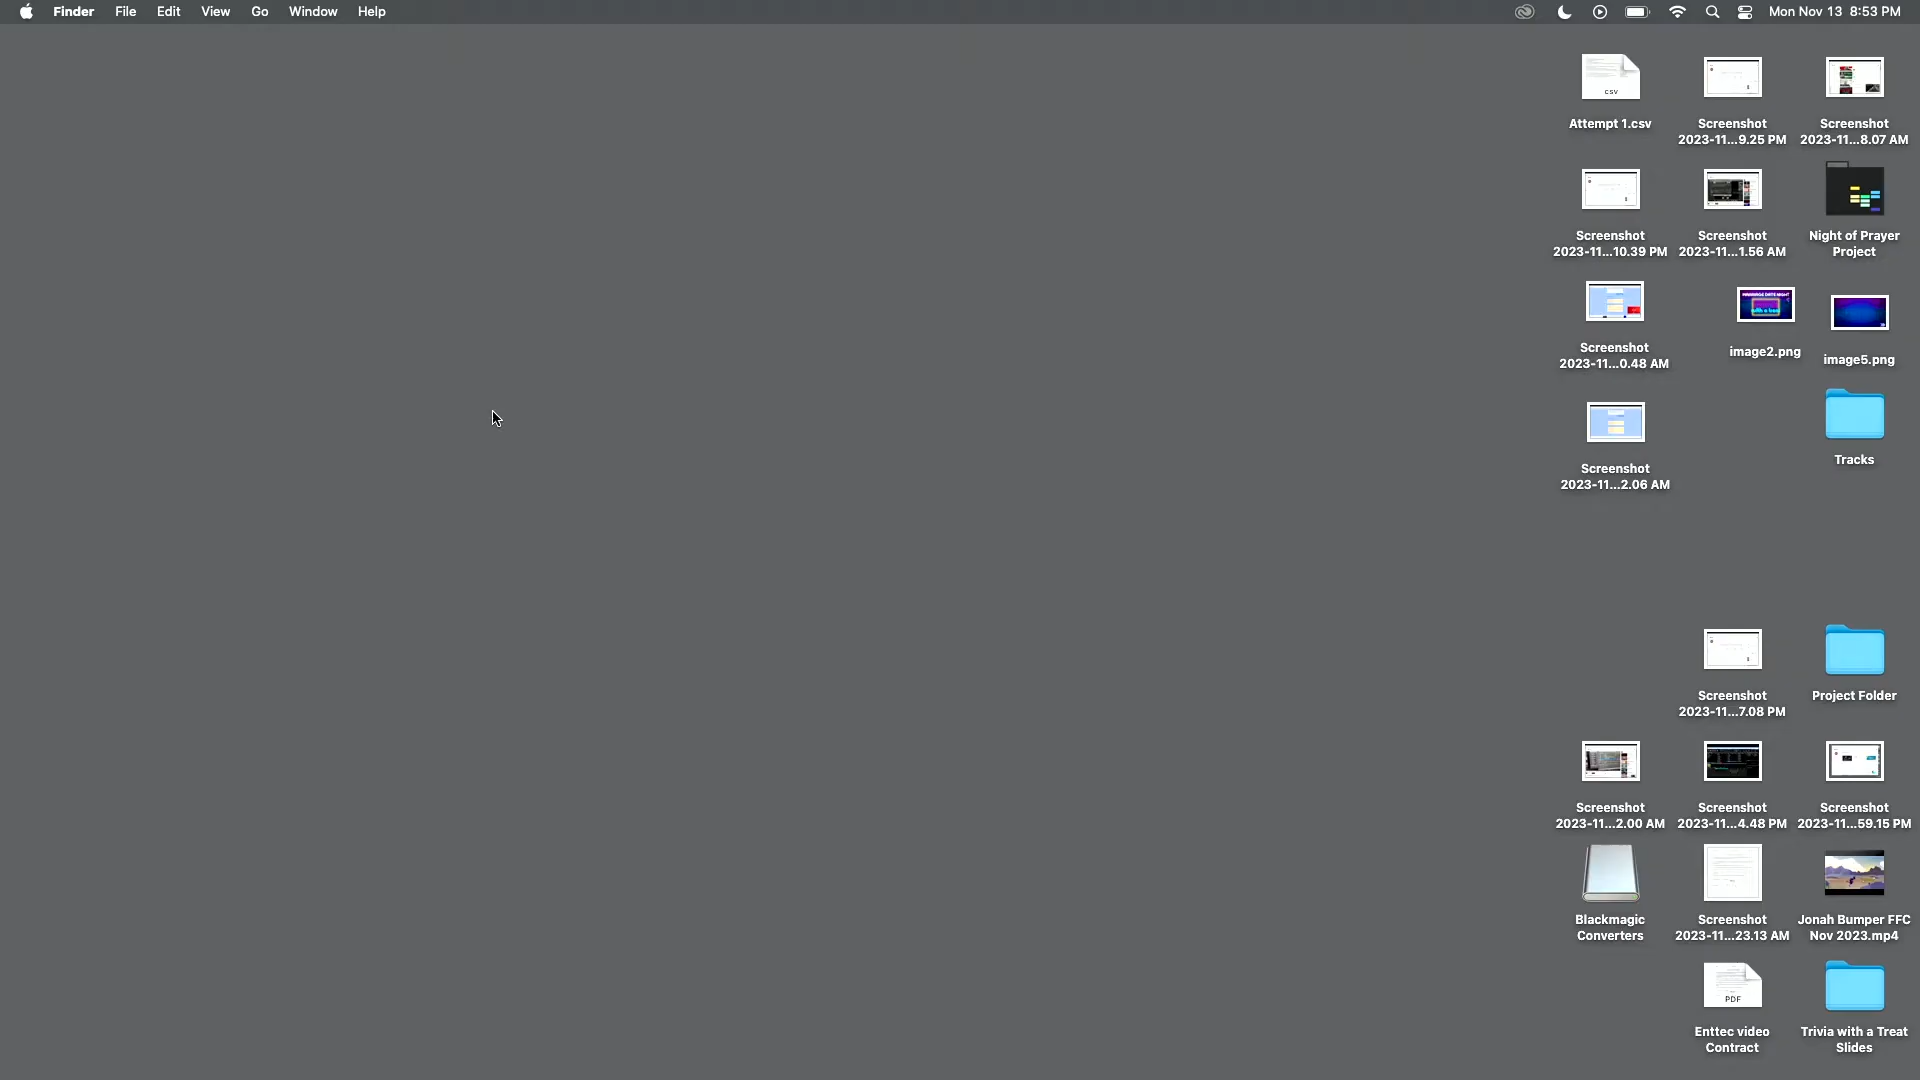 Finder File Edit View Go Window Help Mon Nov 13 8:53 PM
CSV
Attempt 1.csv
Screenshot
2023-11...9.25 PM
Screenshot
2023-11...8.07 AM
Screenshot
2023-11...10.39 PM
Screenshot
2023-11...1.56 AM
Night of Prayer
Project
Screenshot
2023-11...0.48 AM
image2.png
image5.png
Screenshot
2023-11...2.06 AM
Tracks
Screenshot
2023-11...7.08 PM
Project Folder
Screenshot
2023-11...2.00 AM
Screenshot
2023-11...4.48 PM
Screenshot
2023-11...59.15 PM
Blackmagic
Converters
Screenshot
2023-11...23.13 AM
Jonah Bumper FFC
Nov 2023.mp4
PDF
Enttec video
Contract
Trivia with a Treat
Slides